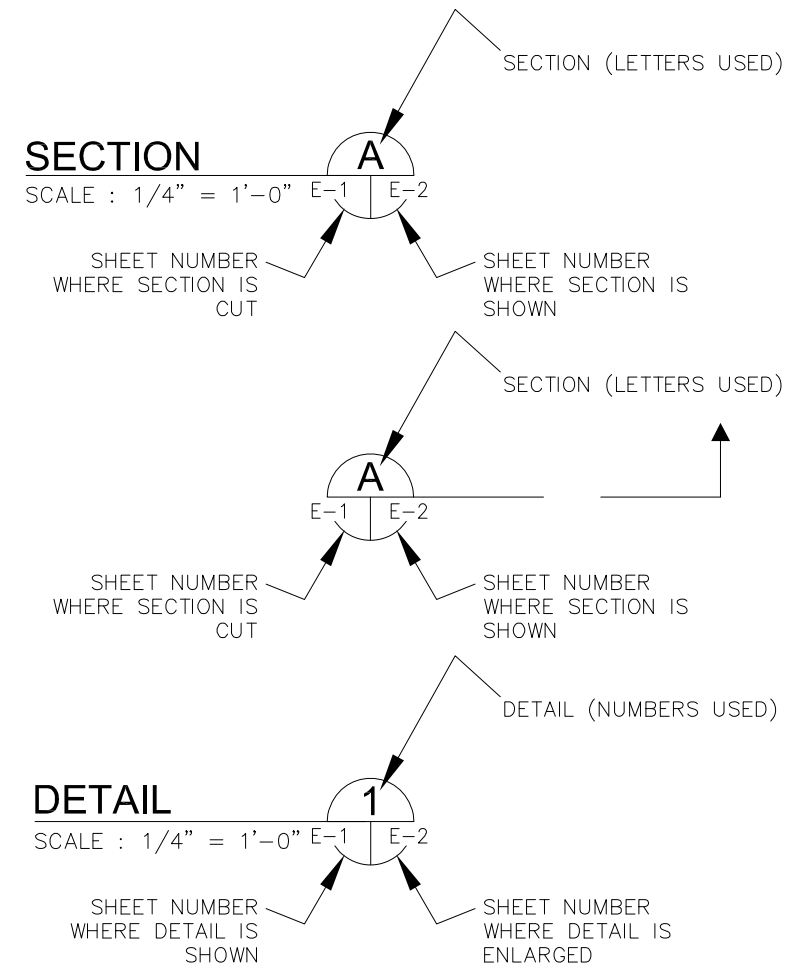 SECTION (LETTERS USED)
SECTION
A
SCALE : 1/4” = 1’-0”
E-1
E-2
SHEET NUMBER
WHERE SECTION IS
CUT
SHEET NUMBER
WHERE SECTION IS
SHOWN
SECTION (LETTERS USED)
A
E-1
E-2
SHEET NUMBER
WHERE SECTION IS
CUT
SHEET NUMBER
WHERE SECTION IS
SHOWN
DETAIL (NUMBERS USED)
DETAIL
1
SCALE : 1/4” = 1’-0”
E-1
E-2
SHEET NUMBER
WHERE DETAIL IS
SHOWN
SHEET NUMBER
WHERE DETAIL IS
ENLARGED